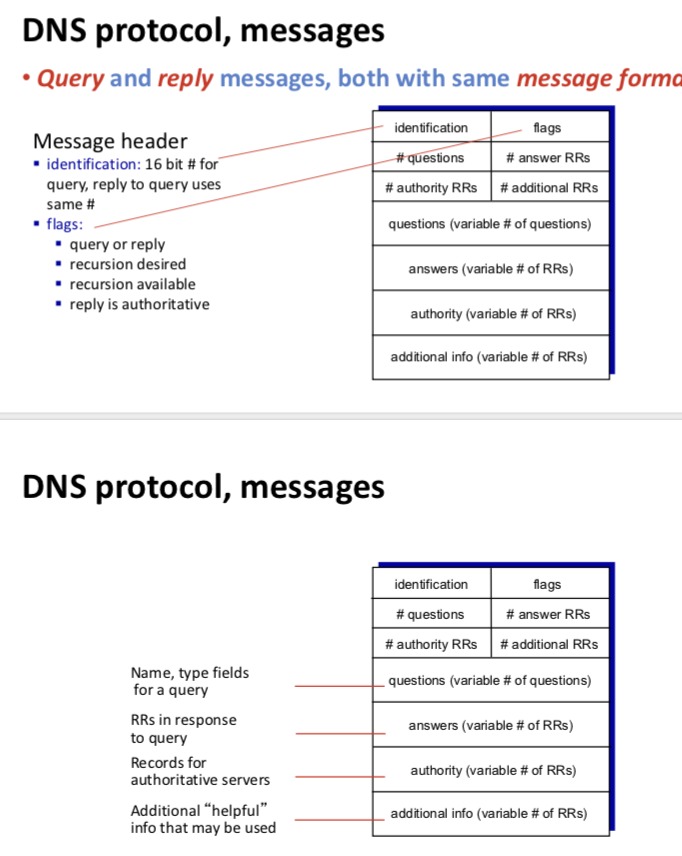 DNS protocol, messages
• Query and reply messages, both with same message forma
Message header
▪ identification: 16 bit # for
query, reply to query uses
same #
▪ flags:
▪ query or reply
▪ recursion desired
▪ recursion available
▪ reply is authoritative
identification flags
# questions # answer RRs
# authority RRs # additional RRs
questions (variable # of questions)
answers (variable # of RRs)
authority (variable # of RRs)
additional info (variable # of RRs)
DNS protocol, messages
identification flags
# questions # answer RRs
# authority RRs # additional RRs
Name, type fields
for a query
questions (variable # of questions)
RRs in response
to query
answers (variable # of RRs)
Records for
authoritative servers
authority (variable # of RRs)
Additional “helpful”
info that may be used
additional info (variable # of RRs)